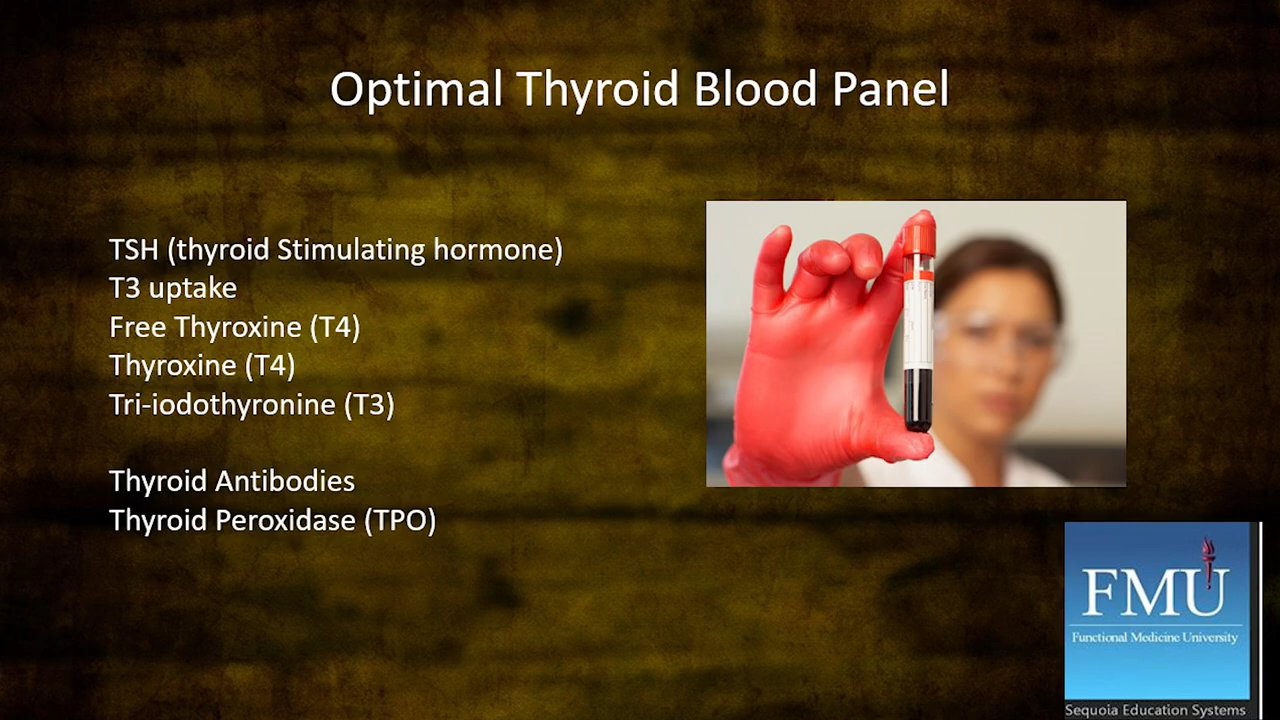 Optimal Thyroid Blood Panel
TSH (thyroid Stimulating hormone)
T3 uptake
Free Thyroxine (T4)
Thyroxine (T4)
Tri-iodothyronine (T3)
Thyroid Antibodies
Thyroid Peroxidase (TPO)
FMU
Functional Medicine University
Sequoia Education Systems